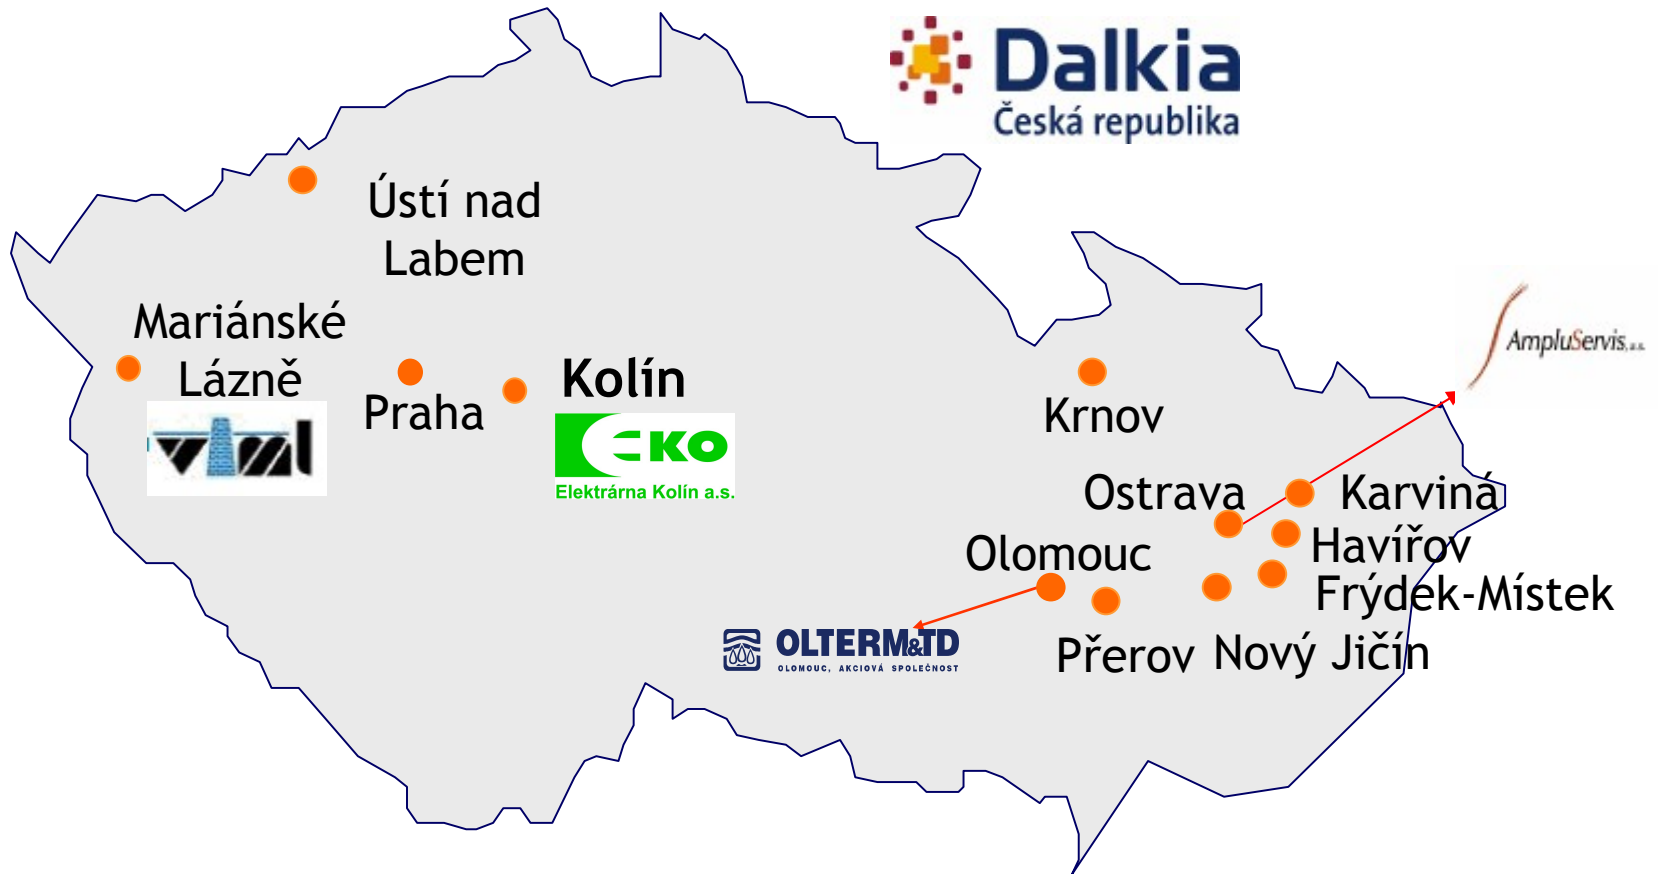 Dalkia
Česká republika
Ústí nad
Labem
Mariánské
Lázně
Praha
Kolín
EKO
Elektrárna Kolín a.s.
AmpluServis, a.s.
Krnov
Ostrava
Karviná
Olomouc
Havířov
Frýdek-Místek
OLTERM&TD
OLOMOUC, AKCIOVÁ SPOLEČNOST
Přerov
Nový Jičín